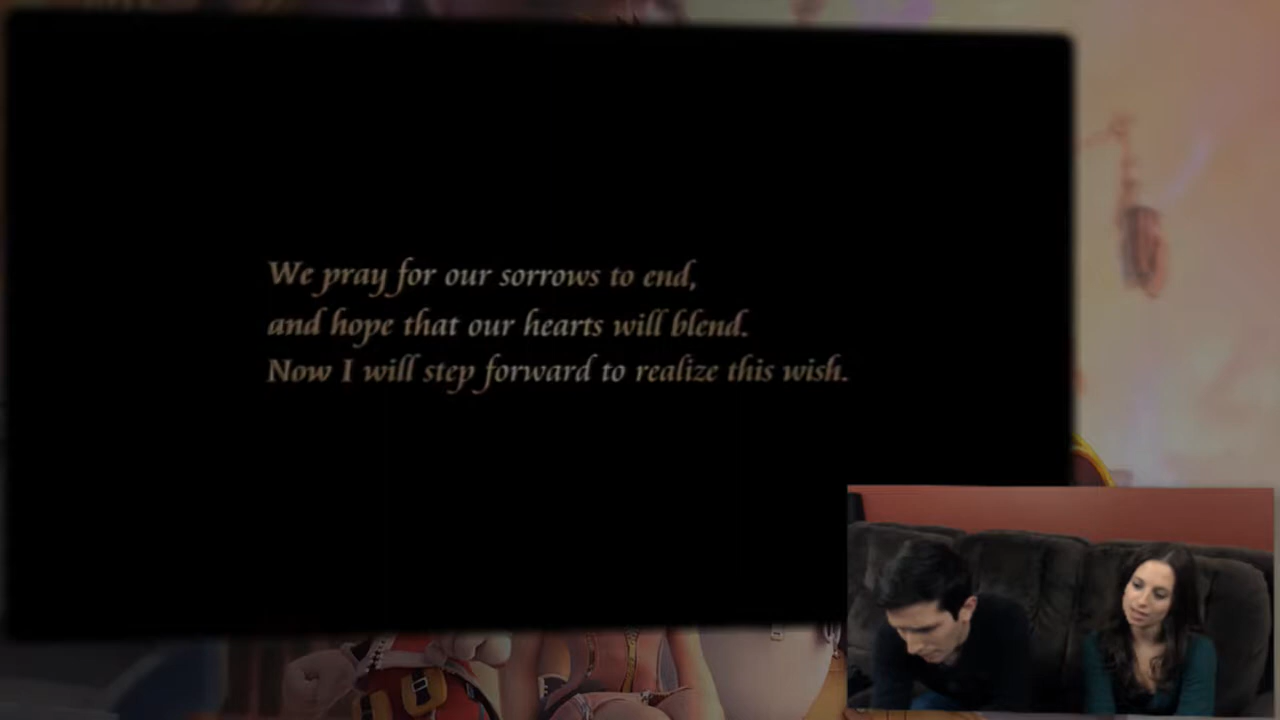 We pray for our sorrows to end,
and hope that our hearts will blend.
Now I will step forward to realize this wish.